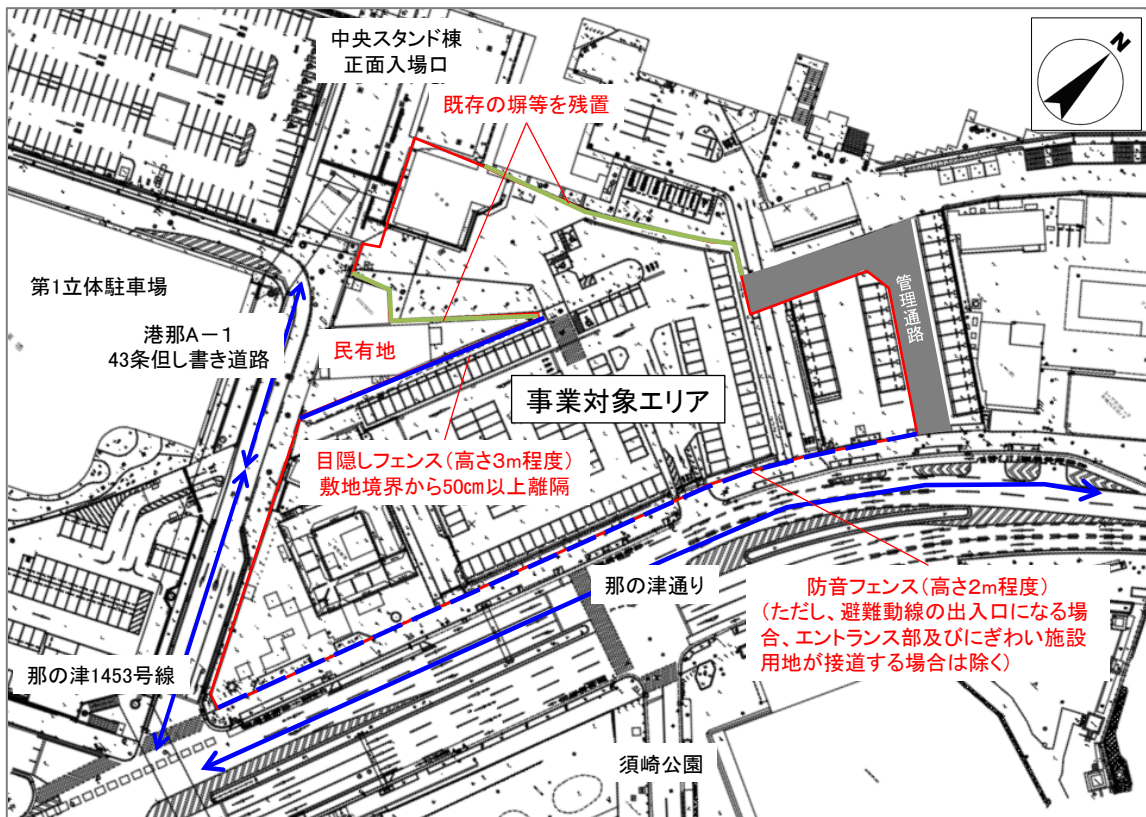 中央スタンド棟
正面入場口
N
既存の塀等を残置
第1立体駐車場
港那A－1
43条但し書き道路
民有地
管理通路
事業対象エリア
目隠しフェンス(高さ3m程度)
敷地境界から50cm以上離隔
那の津通り
防音フェンス(高さ2m程度)
(ただし、避難動線の出入口になる場
合、エントランス部及びにぎわい施設
用地が接道する場合は除く)
那の津1453号線
須崎公園